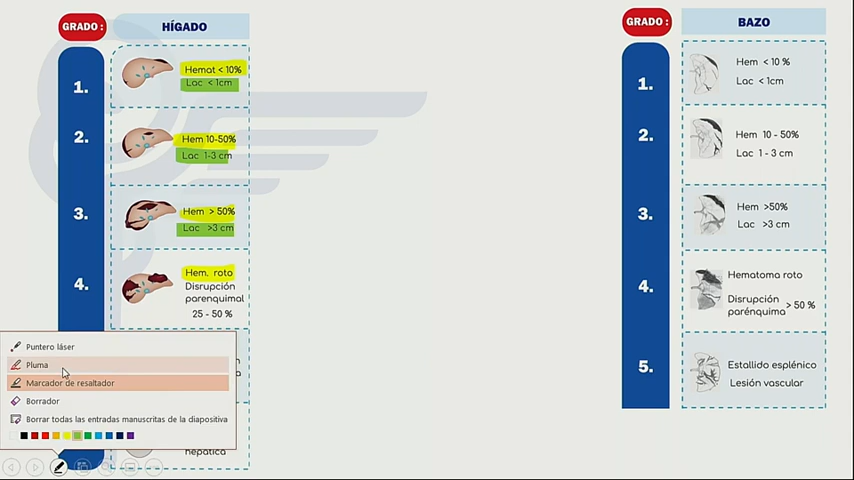 GRADO :
HÍGADO
1.
Hemat < 10%
Lac < 1cm
2.
Hem 10-50%
Lac 1-3 cm
3.
Hem > 50%
Lac >3 cm
4.
Hem. roto
Disrupción
parenquimal
25 - 50 %
hepática
Puntero láser
Pluma
Marcador de resaltador
Borrador
Borrar todas las entradas manuscritas de la diapositiva
GRADO :
BAZO
1.
Hem < 10 %
Lac < 1cm
2.
Hem 10 - 50%
Lac 1 - 3 cm
3.
Hem >50%
Lac >3 cm
4.
Hematoma roto
Disrupción
parénquima > 50 %
5.
Estallido esplénico
Lesión vascular